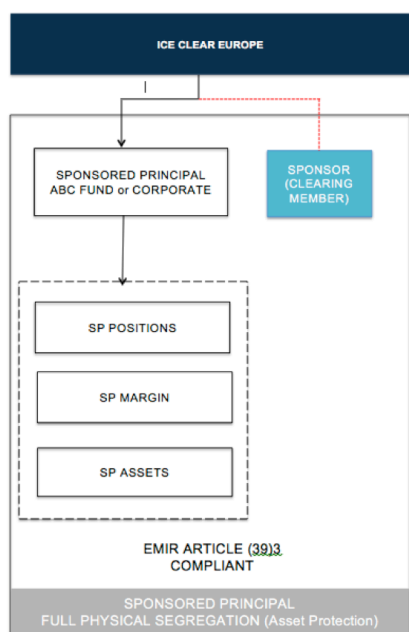 ICE CLEAR EUROPE
SPONSORED PRINCIPAL
ABC FUND or CORPORATE
SPONSOR
(CLEARING
MEMBER)
SP POSITIONS
SP MARGIN
SP ASSETS
EMIR ARTICLE (39)3
COMPLIANT
SPONSORED PRINCIPAL
FULL PHYSICAL SEGREGATION (Asset Protection)